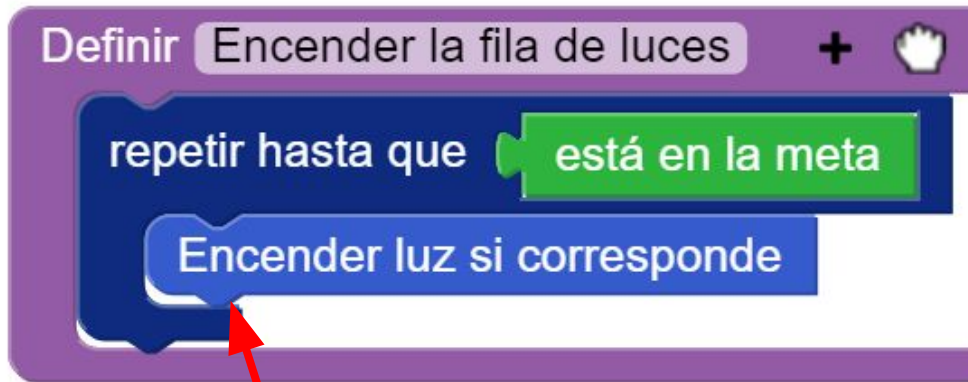 Definir Encender la fila de luces +
repetir hasta que está en la meta
Encender luz si corresponde